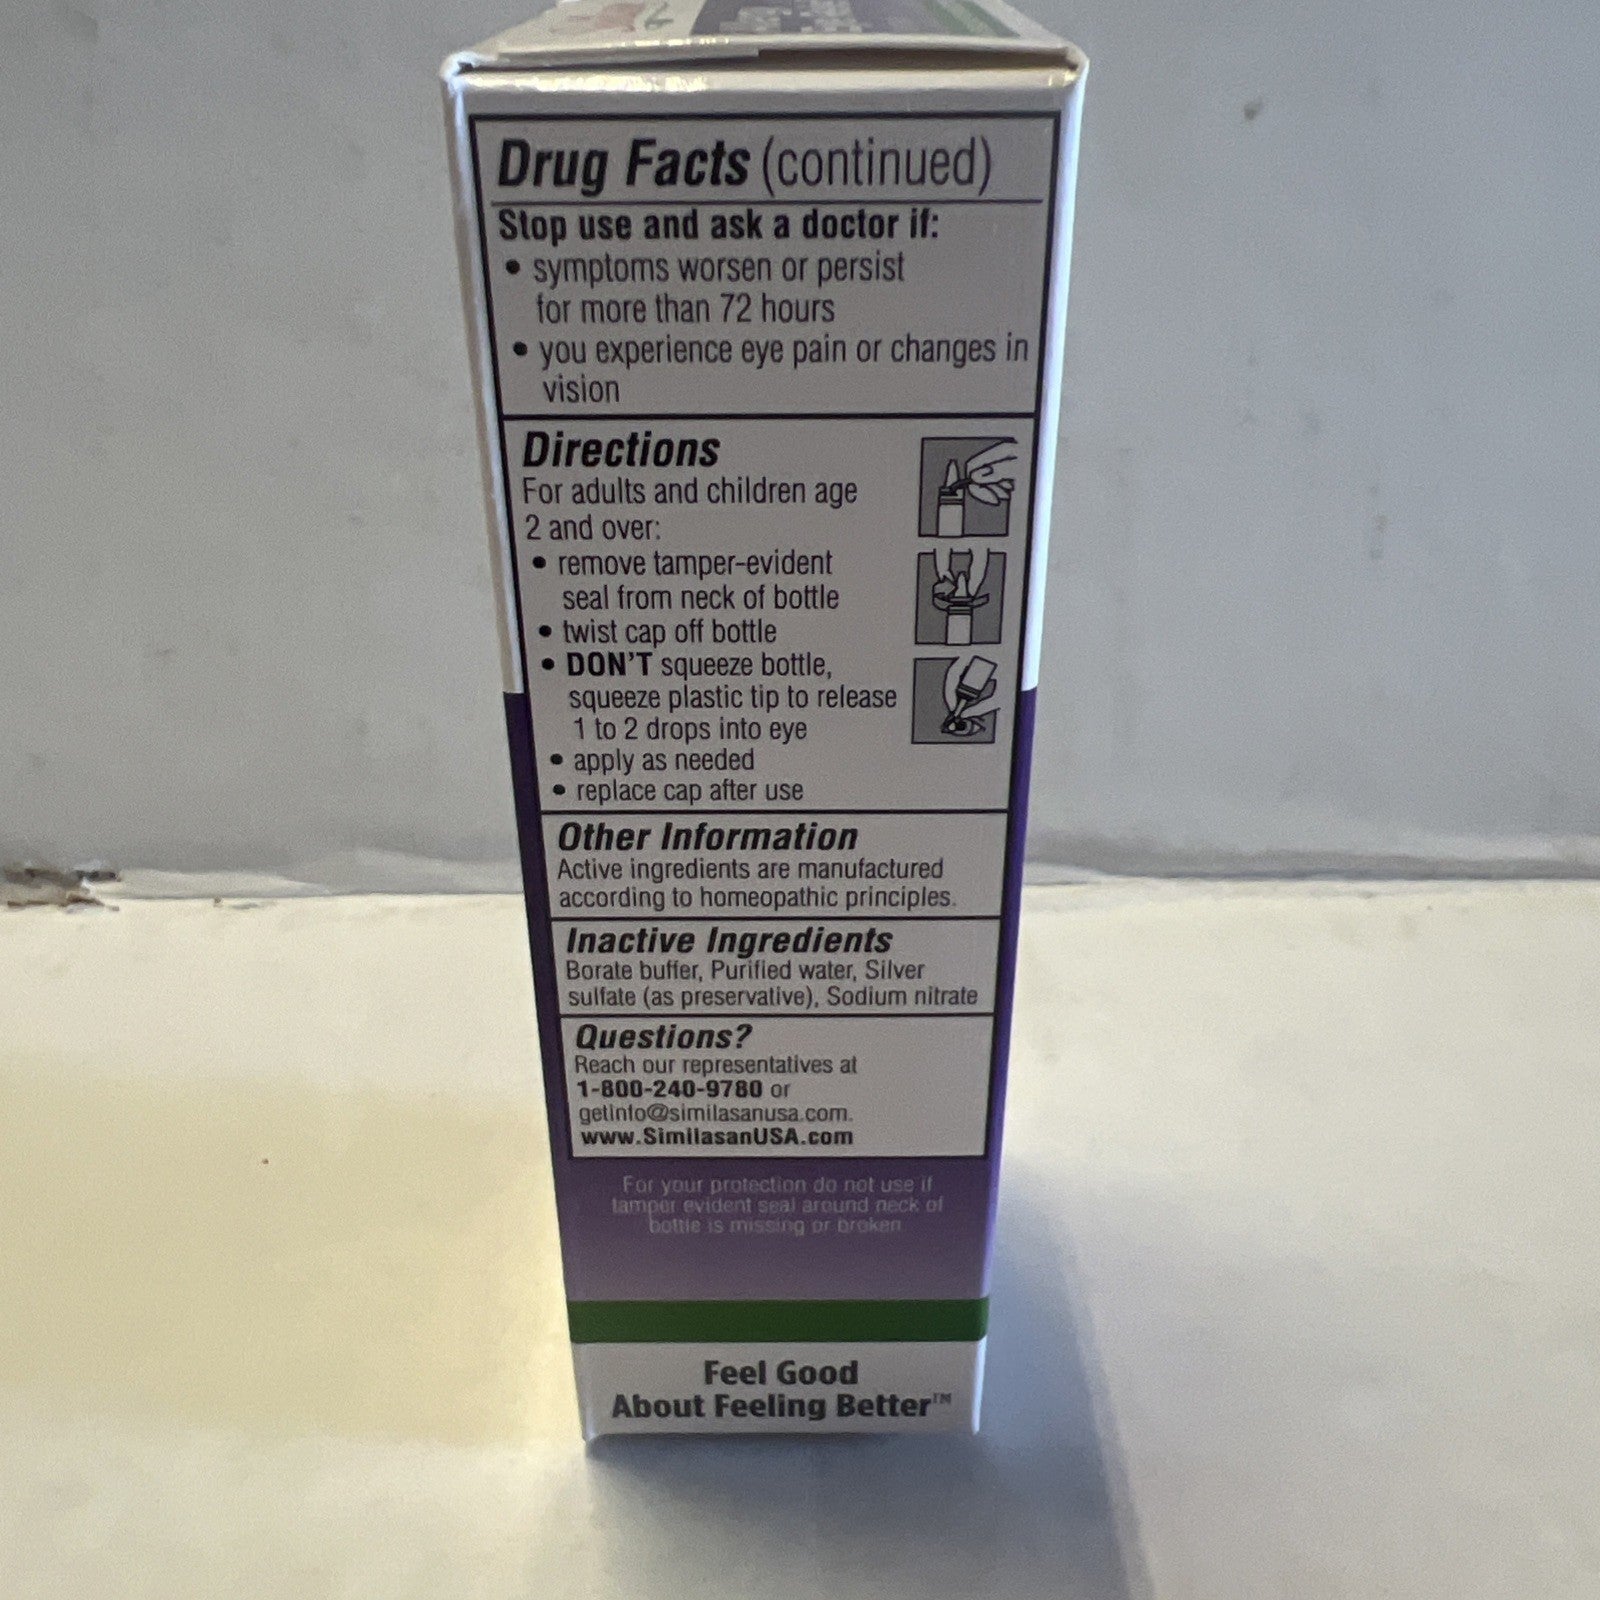 Drug Facts (continued)
Stop use and ask a doctor if:
• symptoms worsen or persist
for more than 72 hours
• you experience eye pain or changes in
vision
Directions
For adults and children age
2 and over:
• remove tamper-evident
seal from neck of bottle
• twist cap off bottle
• DON'T squeeze bottle,
squeeze plastic tip to release
1 to 2 drops into eye
• apply as needed
• replace cap after use
Other Information
Active ingredients are manufactured
according to homeopathic principles.
Inactive Ingredients
Borate buffer, Purified water, Silver
sulfate (as preservative), Sodium nitrate
Questions?
Reach our representatives at
1-800-240-9780 or
getinfo@similasanusa.com.
www.SimilasanUSA.com
For your protection do not use if
tamper evident seal around neck of
bottle is missing or broken
Feel Good
About Feeling Better™